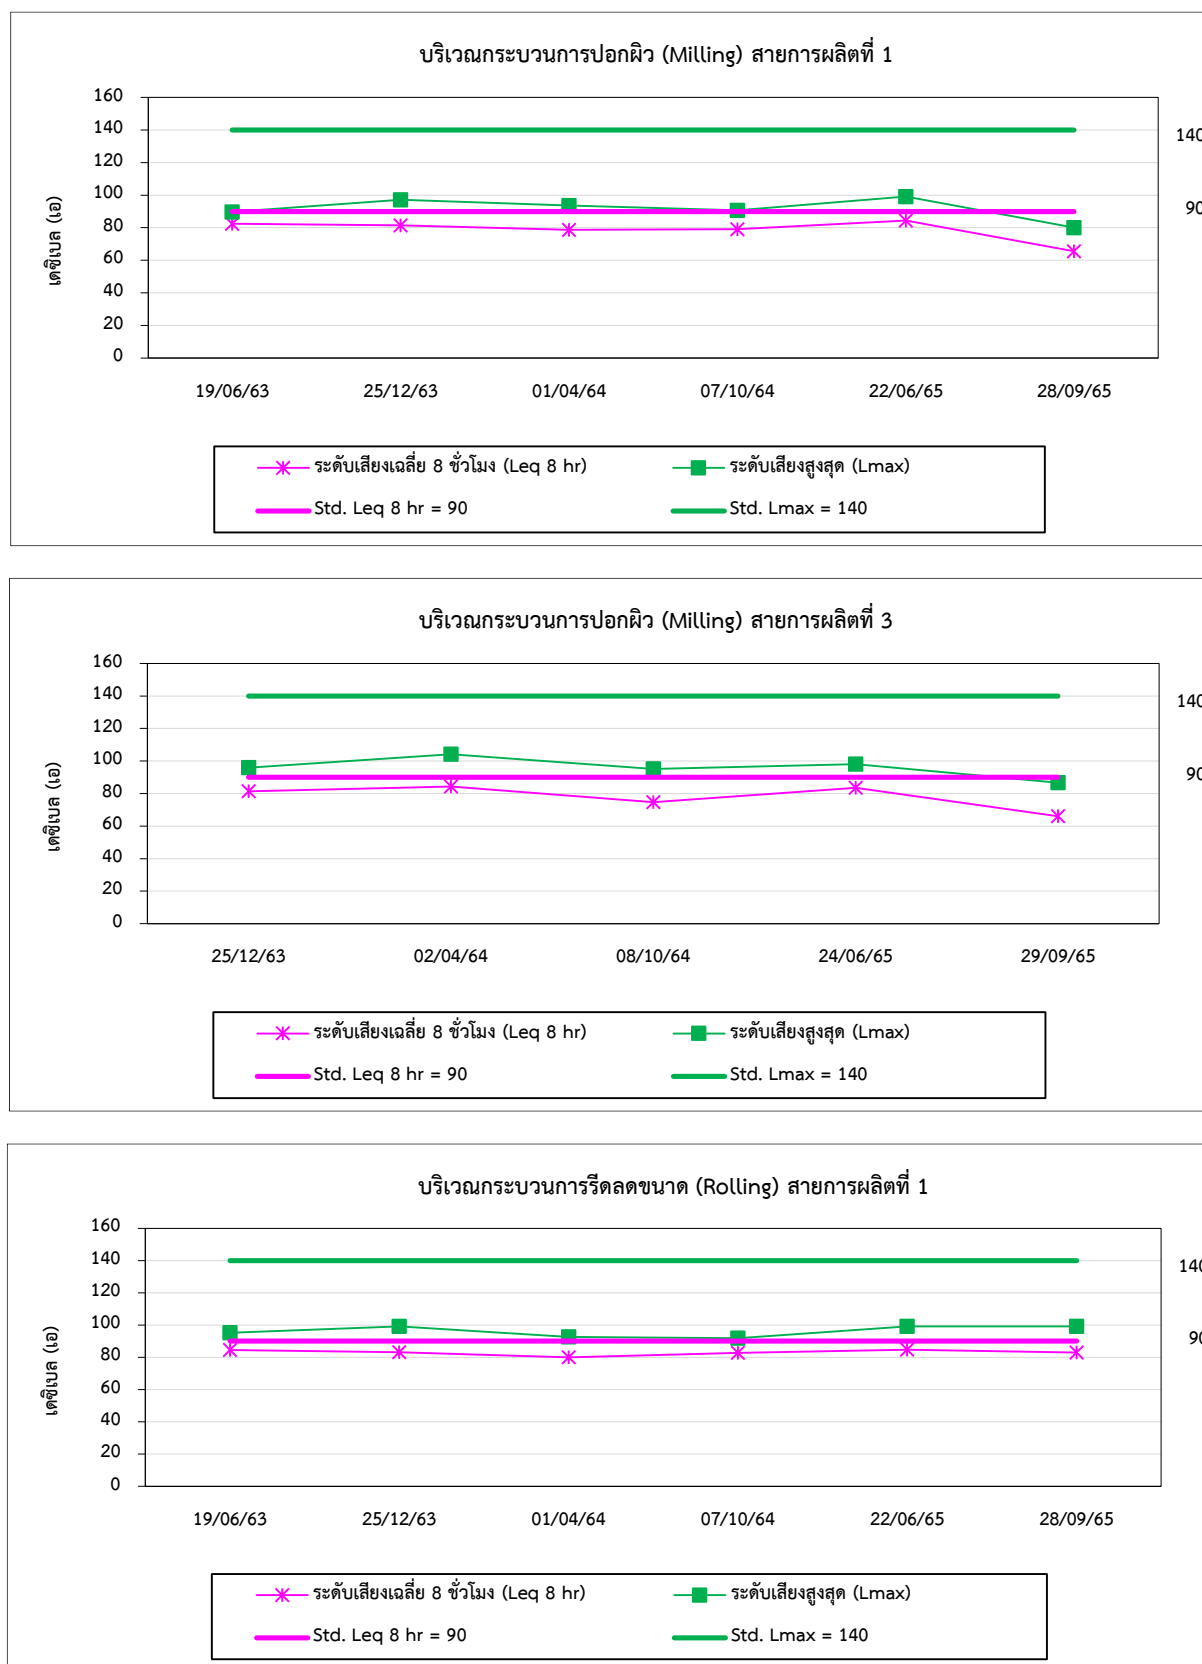 บริเวณกระบวนการปอกผิว (Milling) สายการผลิตที่ 1
160
140
120
100
80
60
40
20
0
เดซิเบล (เอ)
140
90
19/06/63 25/12/63 01/04/64 07/10/64 22/06/65 28/09/65
ระดับเสียงเฉลี่ย 8 ชั่วโมง (Leq 8 hr) ระดับเสียงสูงสุด (Lmax)
Std. Leq 8 hr = 90 Std. Lmax = 140
บริเวณกระบวนการปอกผิว (Milling) สายการผลิตที่ 3
160
140
120
100
80
60
40
20
0
เดซิเบล (เอ)
140
90
25/12/63 02/04/64 08/10/64 24/06/65 29/09/65
ระดับเสียงเฉลี่ย 8 ชั่วโมง (Leq 8 hr) ระดับเสียงสูงสุด (Lmax)
Std. Leq 8 hr = 90 Std. Lmax = 140
บริเวณกระบวนการรีดลดขนาด (Rolling) สายการผลิตที่ 1
160
140
120
100
80
60
40
20
0
เดซิเบล (เอ)
140
90
19/06/63 25/12/63 01/04/64 07/10/64 22/06/65 28/09/65
ระดับเสียงเฉลี่ย 8 ชั่วโมง (Leq 8 hr) ระดับเสียงสูงสุด (Lmax)
Std. Leq 8 hr = 90 Std. Lmax = 140